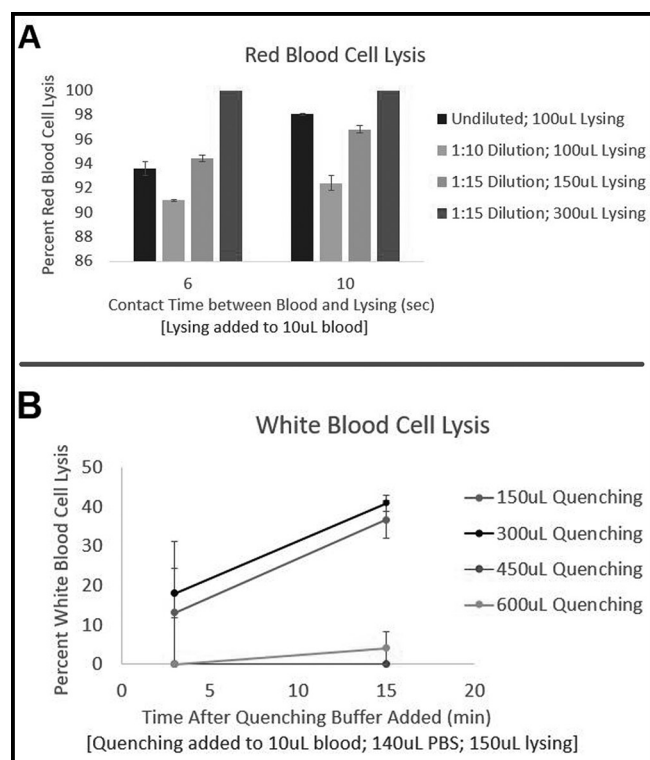 A
Red Blood Cell Lysis
Percent Red Blood Cell Lysis
100
98
96
94
92
90
88
86
6
10
Contact Time between Blood and Lysing (sec)
[Lysing added to 10uL blood]
Undiluted; 100uL Lysing
1:10 Dilution; 100uL Lysing
1:15 Dilution; 150uL Lysing
1:15 Dilution; 300uL Lysing
B
White Blood Cell Lysis
Percent White Blood Cell Lysis
50
40
30
20
10
0
0
5
10
15
20
Time After Quenching Buffer Added (min)
[Quenching added to 10uL blood; 140uL PBS; 150uL lysing]
150uL Quenching
300uL Quenching
450uL Quenching
600uL Quenching